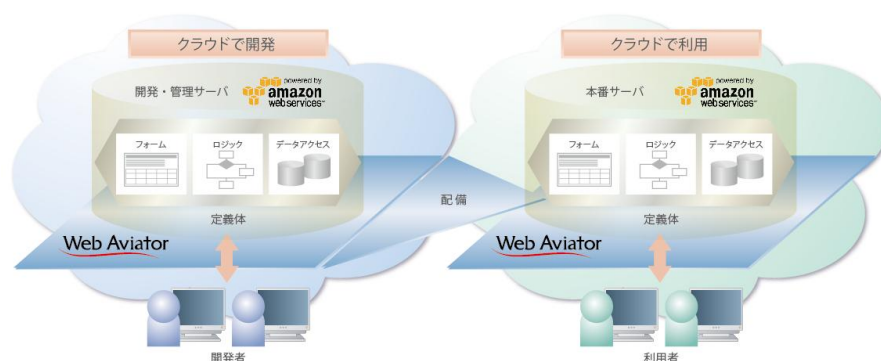 クラウドで開発
開発・管理サーバ
powered by
amazon
webservices™
フォーム
ロジック
データアクセス
定義体
Web Aviator
開発者
配備
クラウドで利用
本番サーバ
powered by
amazon
webservices™
フォーム
ロジック
データアクセス
定義体
Web Aviator
利用者